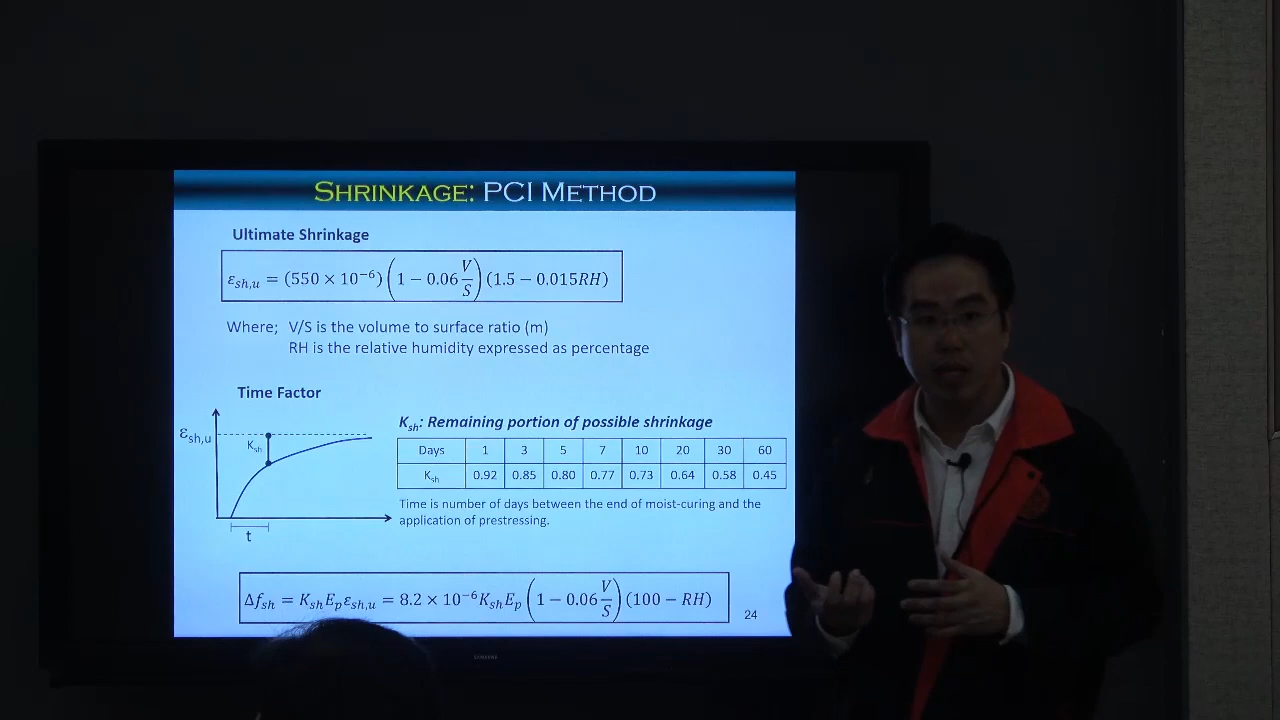 SHRINKAGE: PCI METHOD
Ultimate Shrinkage
ε_sh,u = (550 × 10⁻⁶)(1 − 0.06 V/S)(1.5 − 0.015RH)
Where; V/S is the volume to surface ratio (m)
RH is the relative humidity expressed as percentage
Time Factor
ε_sh,u
K_sh
t
K_sh: Remaining portion of possible shrinkage
Days 1 3 5 7 10 20 30 60
K_sh 0.92 0.85 0.80 0.77 0.73 0.64 0.58 0.45
Time is number of days between the end of moist-curing and the
application of prestressing.
Δf_sh = K_sh E_p ε_sh,u = 8.2 × 10⁻⁶ K_sh E_p (1 − 0.06 V/S)(100 − RH)
24
SAMSUNG